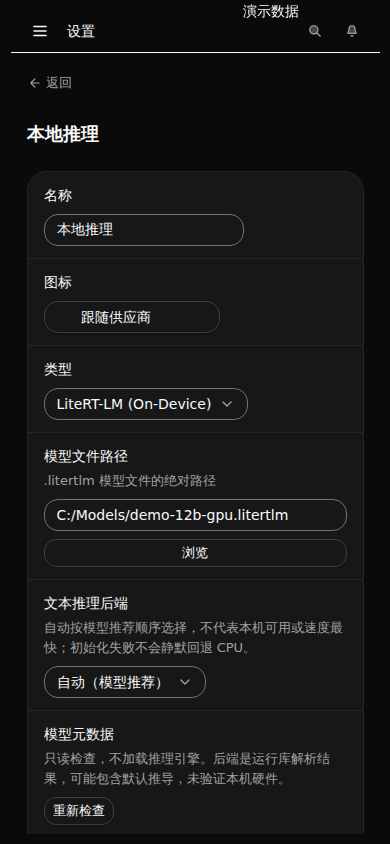 演示数据
设置
返回
本地推理
名称
本地推理
图标
跟随供应商
类型
LiteRT-LM (On-Device)
模型文件路径
.litertlm 模型文件的绝对路径
C:/Models/demo-12b-gpu.litertlm
浏览
文本推理后端
自动按模型推荐顺序选择，不代表本机可用或速度最
快；初始化失败不会静默回退 CPU。
自动（模型推荐）
模型元数据
只读检查，不加载推理引擎。后端是运行库解析结
果，可能包含默认推导，未验证本机硬件。
重新检查